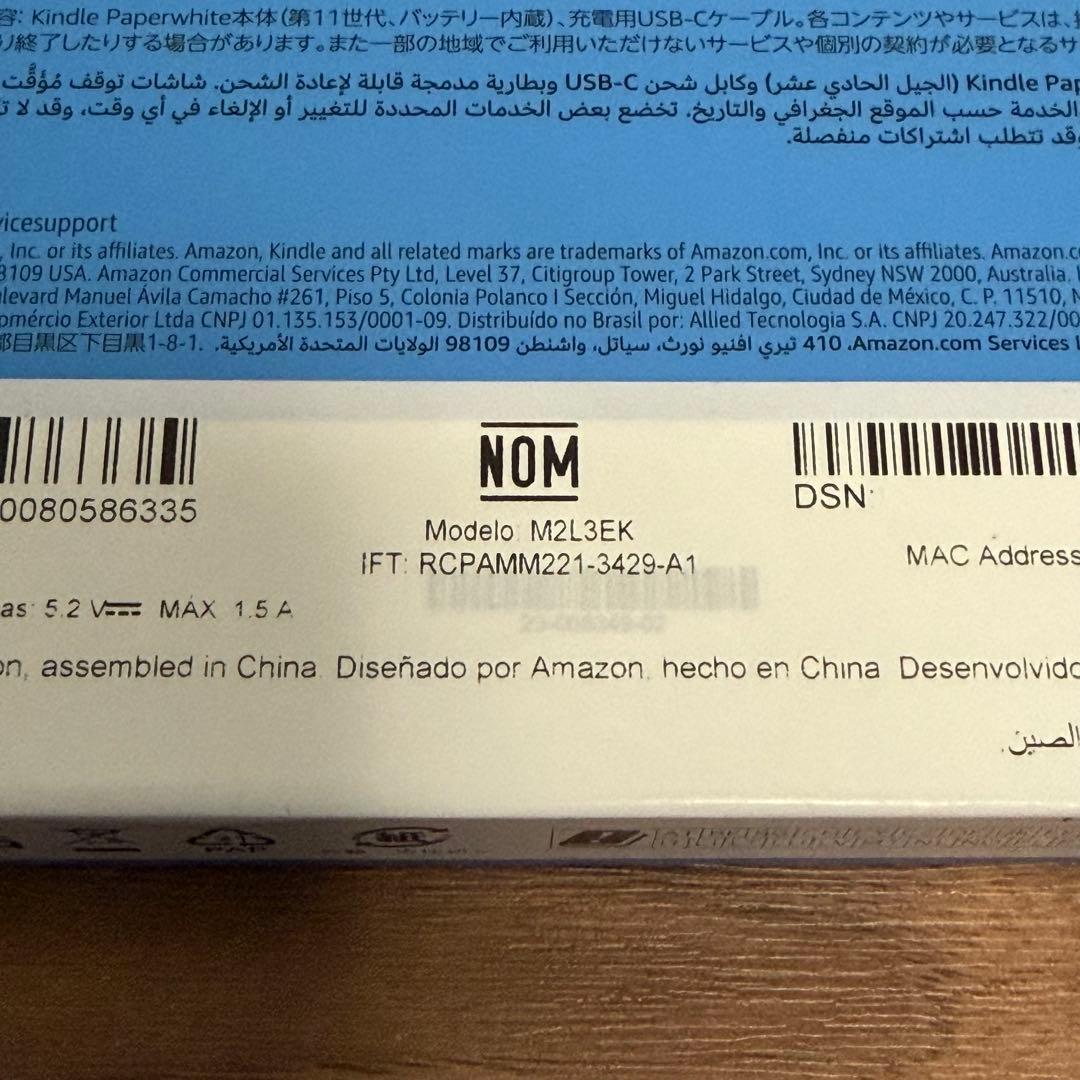 容: Kindle Paperwhite本体(第11世代、バッテリー内蔵)、充電用USB-Cケーブル。各コンテンツやサービスは、
り終了したりする場合があります。また一部の地域でご利用いただけないサービスや個別の契約が必要となるサ
Kindle Pap (الجيل الحادي عشر) وكابل شحن USB-C وبطارية مدمجة قابلة لإعادة الشحن. شاشات توقف مُؤقَّت
الخدمة حسب الموقع الجغرافي والتاريخ. تخضع بعض الخدمات المحددة للتغيير أو الإلغاء في أي وقت، وقد لا
وقد تتطلب اشتراكات منفصلة.
vicesupport
, Inc. or its affiliates. Amazon, Kindle and all related marks are trademarks of Amazon.com, Inc. or its affiliates. Amazon.c
8109 USA. Amazon Commercial Services Pty Ltd, Level 37, Citigroup Tower, 2 Park Street, Sydney NSW 2000, Australia.
ulevard Manuel Ávila Camacho #261, Piso 5, Colonia Polanco I Sección, Miguel Hidalgo, Ciudad de México, C. P. 11510,
omércio Exterior Ltda CNPJ 01.135.153/0001-09. Distribuído no Brasil por: Allied Tecnologia S.A. CNPJ 20.247.322/00
都目黒区下目黒1-8-1. Amazon.com Services، 410 تيري افنيو نورث، سياتل، واشنطن 98109 الولايات المتحدة الأمريكية.
0080586335
NOM
DSN
Modelo: M2L3EK
IFT: RCPAMM221-3429-A1
MAC Address
as: 5.2 V⎓ MÁX. 1.5 A
on, assembled in China. Diseñado por Amazon, hecho en China. Desenvolvido
الصين.
PAP